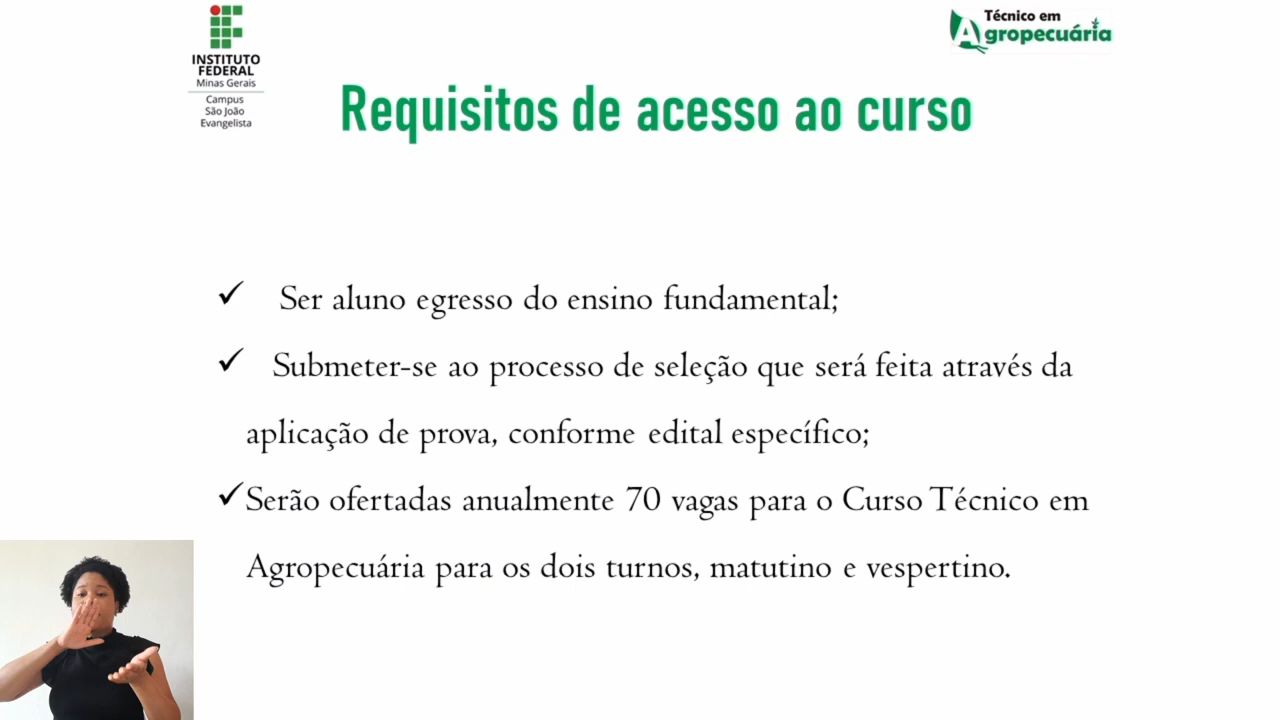 INSTITUTO
FEDERAL
Minas Gerais
Campus
São João
Evangelista
Técnico em
Agropecuária
Requisitos de acesso ao curso
✓ Ser aluno egresso do ensino fundamental;
✓ Submeter-se ao processo de seleção que será feita através da
aplicação de prova, conforme edital específico;
✓Serão ofertadas anualmente 70 vagas para o Curso Técnico em
Agropecuária para os dois turnos, matutino e vespertino.